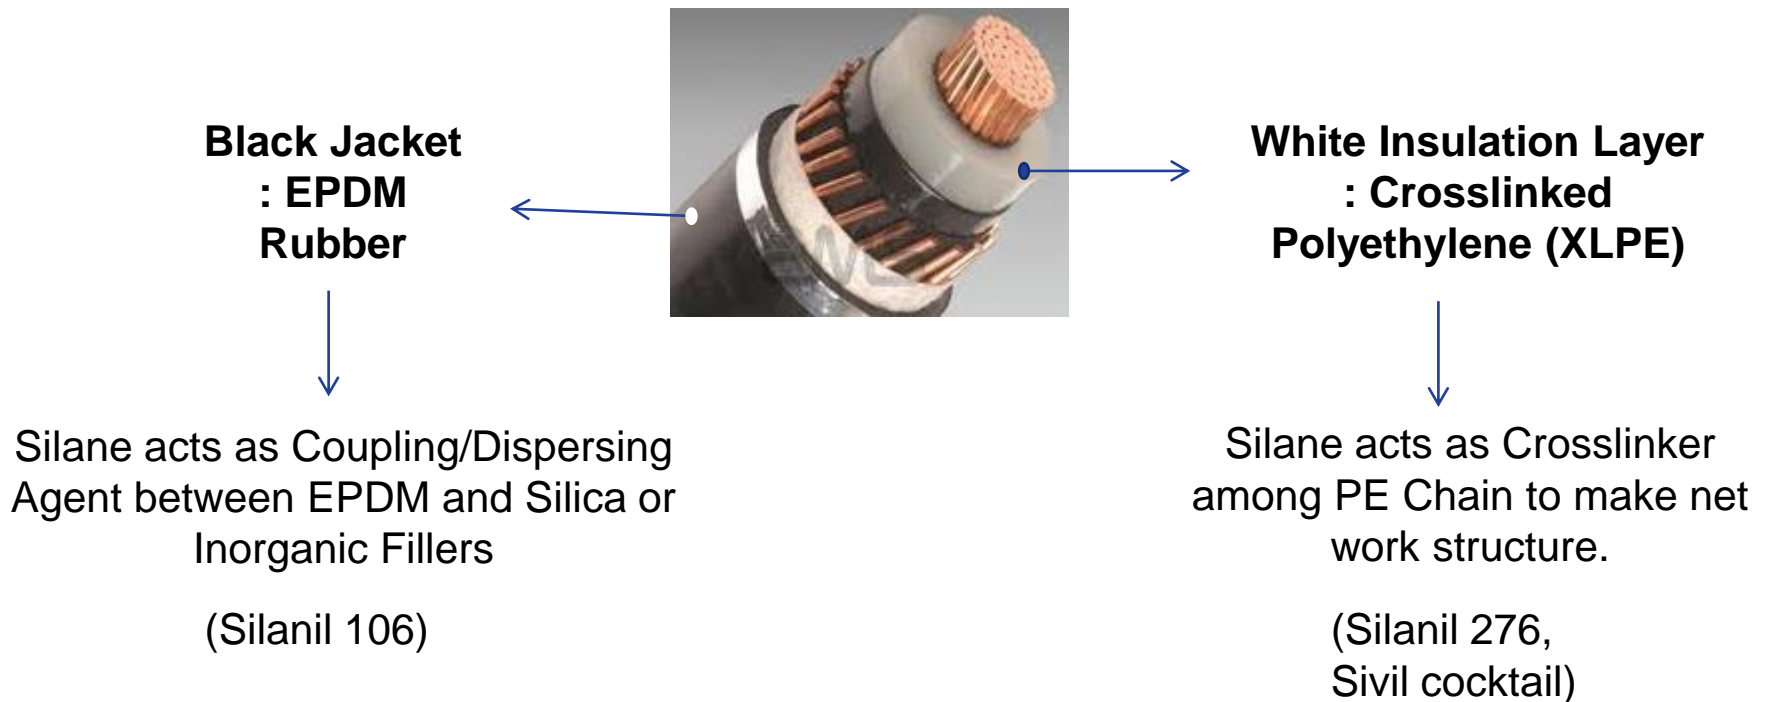 Black Jacket
: EPDM
Rubber
Silane acts as Coupling/Dispersing
Agent between EPDM and Silica or
Inorganic Fillers
(Silanil 106)
White Insulation Layer
: Crosslinked
Polyethylene (XLPE)
Silane acts as Crosslinker
among PE Chain to make net
work structure.
(Silanil 276,
Sivil cocktail)